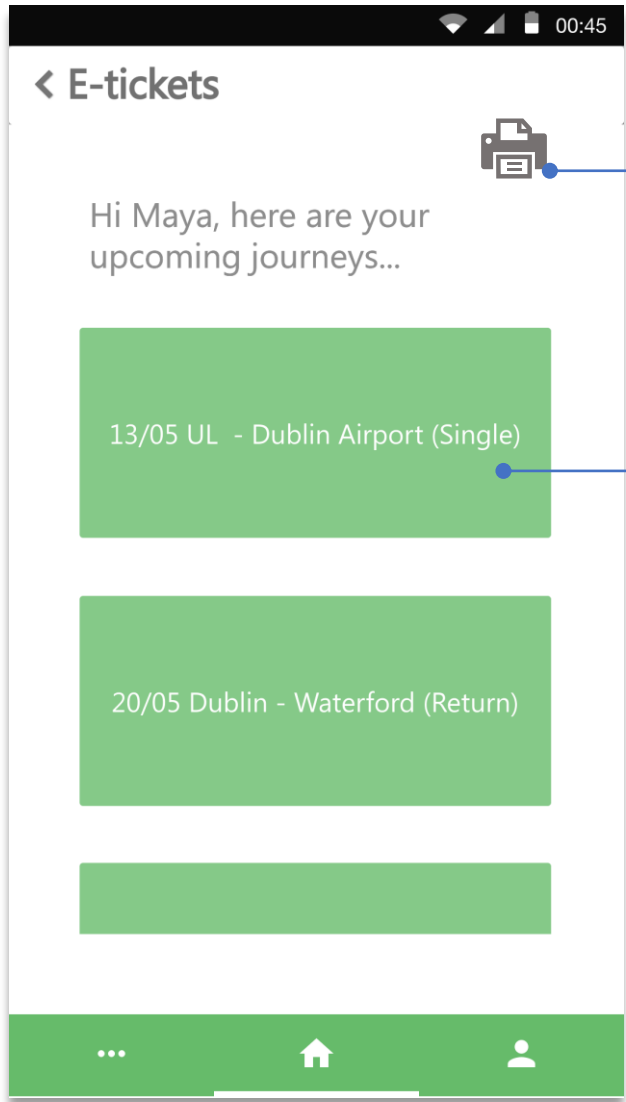 00:45
E-tickets
Hi Maya, here are your
upcoming journeys...
13/05 UL  - Dublin Airport (Single)
20/05 Dublin - Waterford (Return)